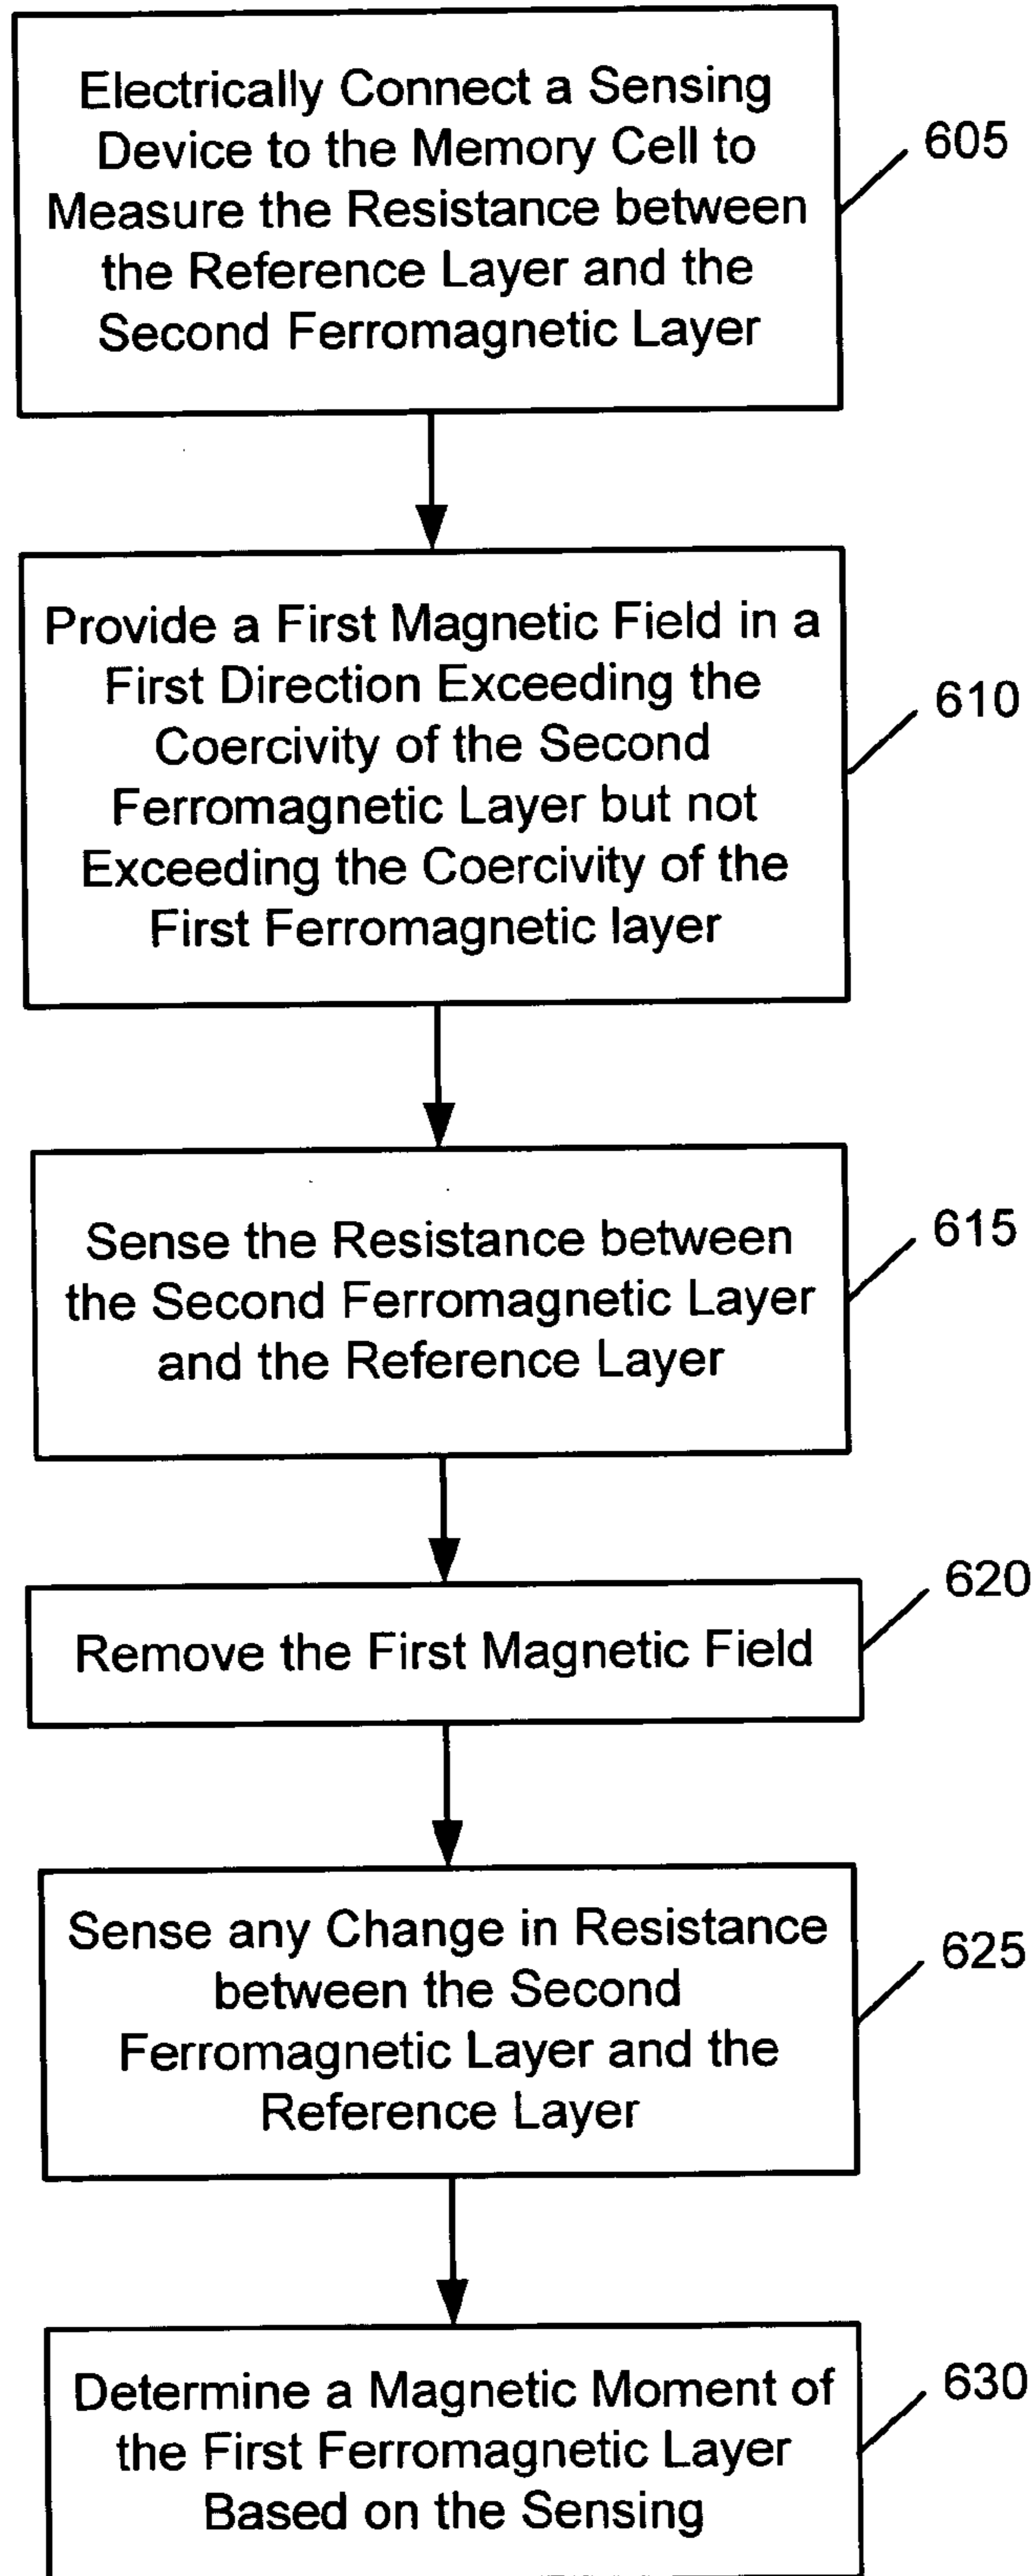 Electrically Connect a Sensing
Device to the Memory Cell to
Measure the Resistance between
the Reference Layer and the
Second Ferromagnetic Layer
605
Provide a First Magnetic Field in a
First Direction Exceeding the
Coercivity of the Second
Ferromagnetic Layer but not
Exceeding the Coercivity of the
First Ferromagnetic layer
610
Sense the Resistance between
the Second Ferromagnetic Layer
and the Reference Layer
615
Remove the First Magnetic Field
620
Sense any Change in Resistance
between the Second
Ferromagnetic Layer and the
Reference Layer
625
Determine a Magnetic Moment of
the First Ferromagnetic Layer
Based on the Sensing
630